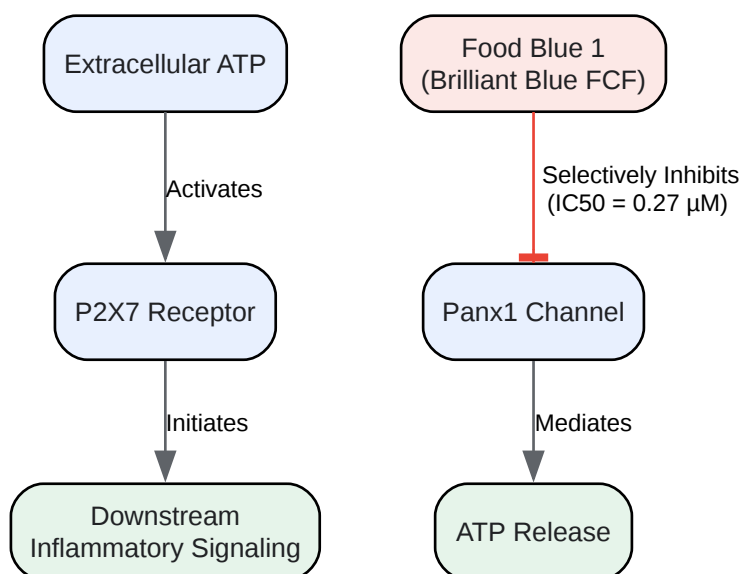 Extracellular ATP
Food Blue 1
(Brilliant Blue FCF)
Activates
Selectively Inhibits
(IC50 = 0.27 µM)
P2X7 Receptor
Panx1 Channel
Initiates
Mediates
Downstream
Inflammatory Signaling
ATP Release